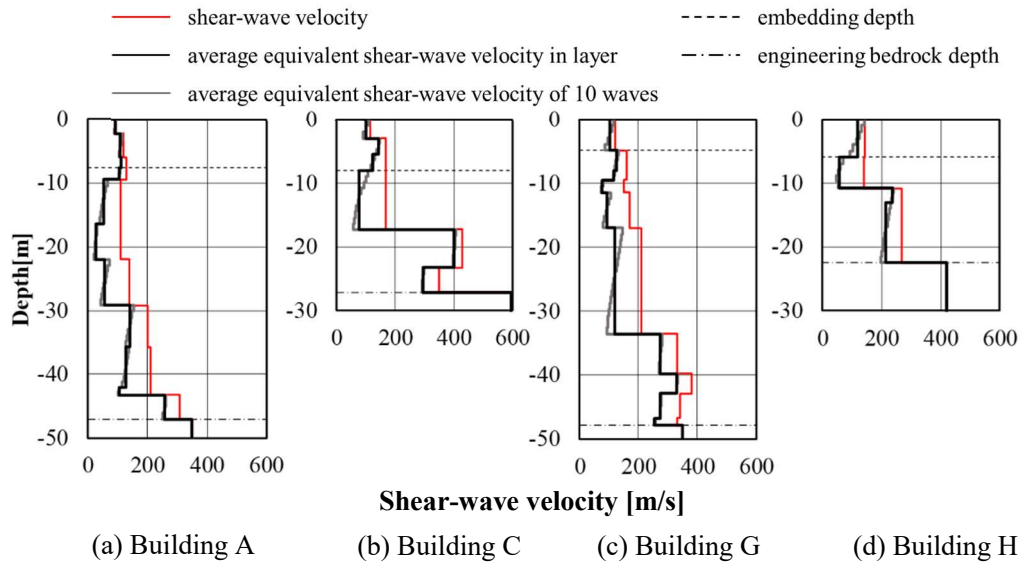 shear-wave velocity
embedding depth
average equivalent shear-wave velocity in layer
engineering bedrock depth
average equivalent shear-wave velocity of 10 waves
Depth[m]
0
-10
-20
-30
-40
-50
0 200 400 600
0
-10
-20
-30
0 200 400 600
0
-10
-20
-30
-40
-50
0 200 400 600
0
-10
-20
-30
0 200 400 600
Shear-wave velocity [m/s]
(a) Building A
(b) Building C
(c) Building G
(d) Building H